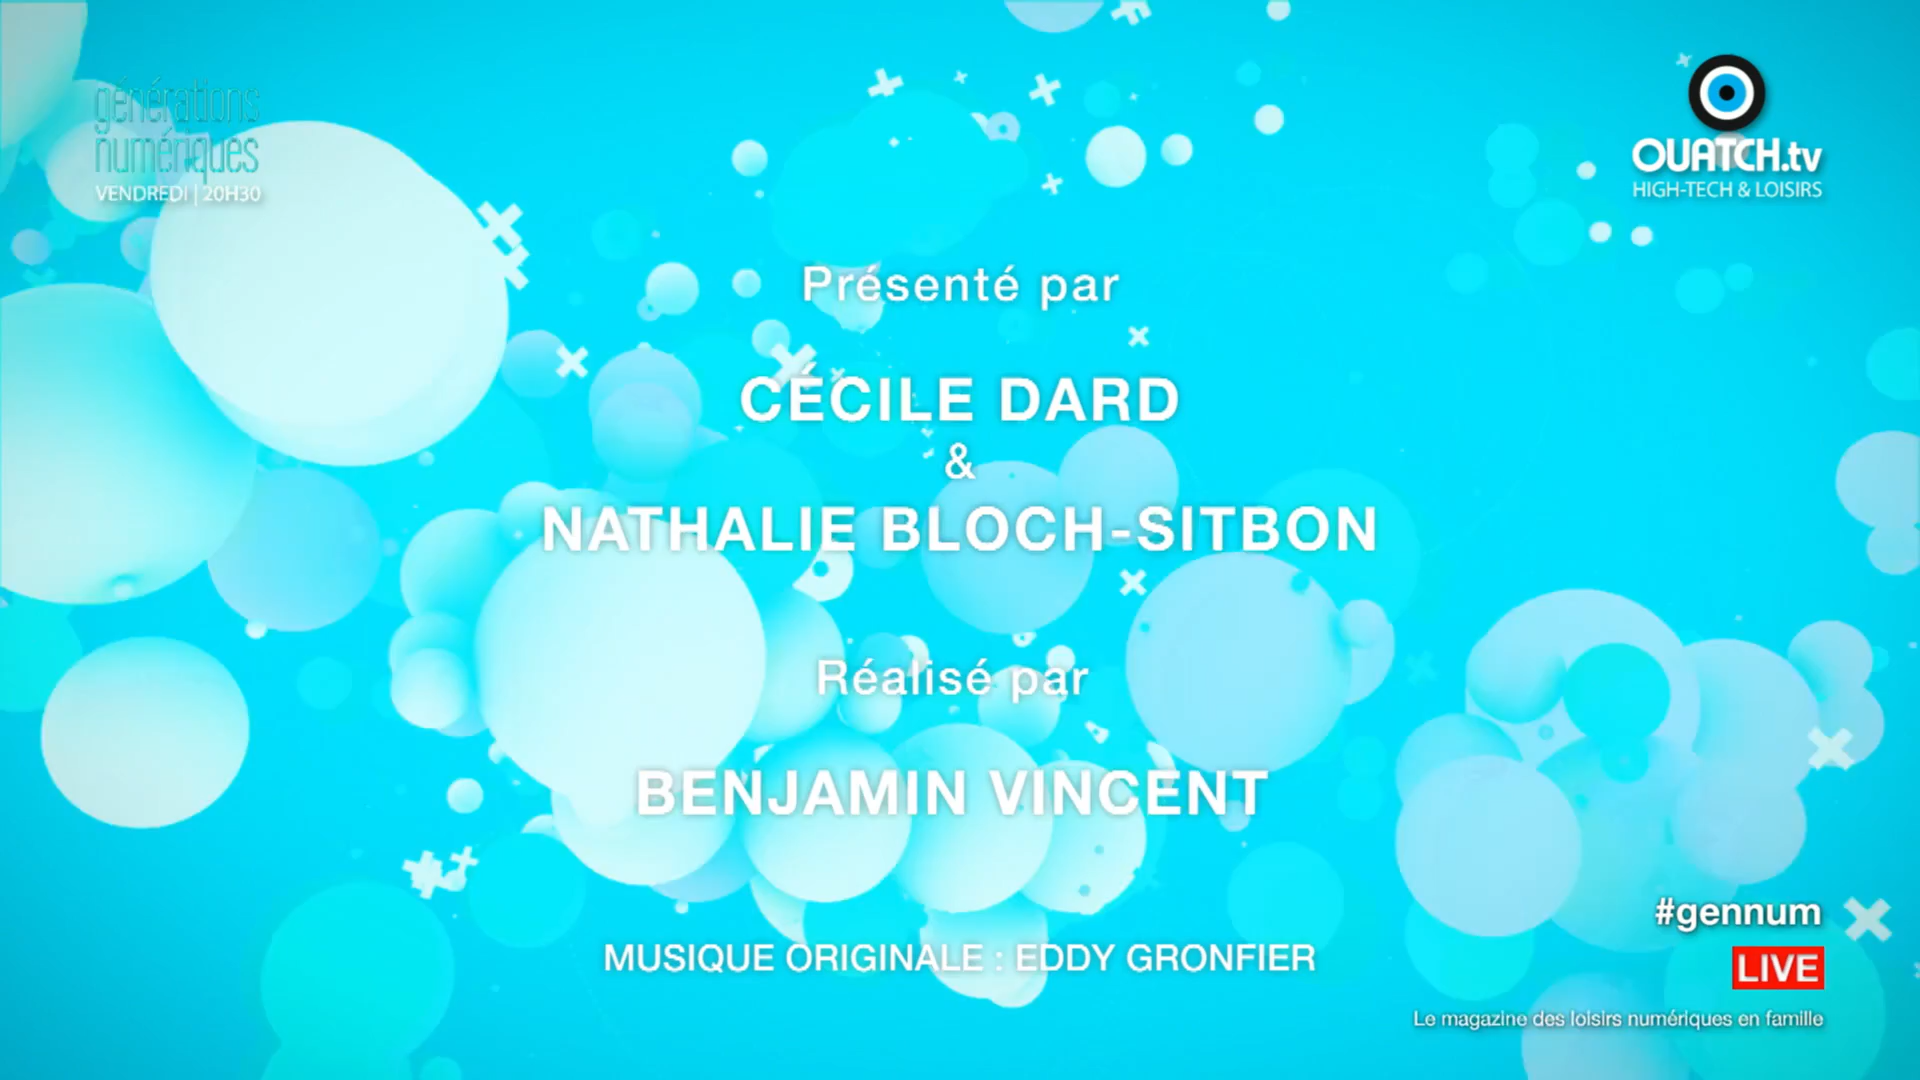 générations
numériques
VENDREDI | 20H30
OUATCH.tv
HIGH-TECH & LOISIRS
Présenté par
CÉCILE DARD
&
NATHALIE BLOCH-SITBON
Réalisé par
BENJAMIN VINCENT
MUSIQUE ORIGINALE : EDDY GRONFIER
#gennum
LIVE
Le magazine des loisirs numériques en famille